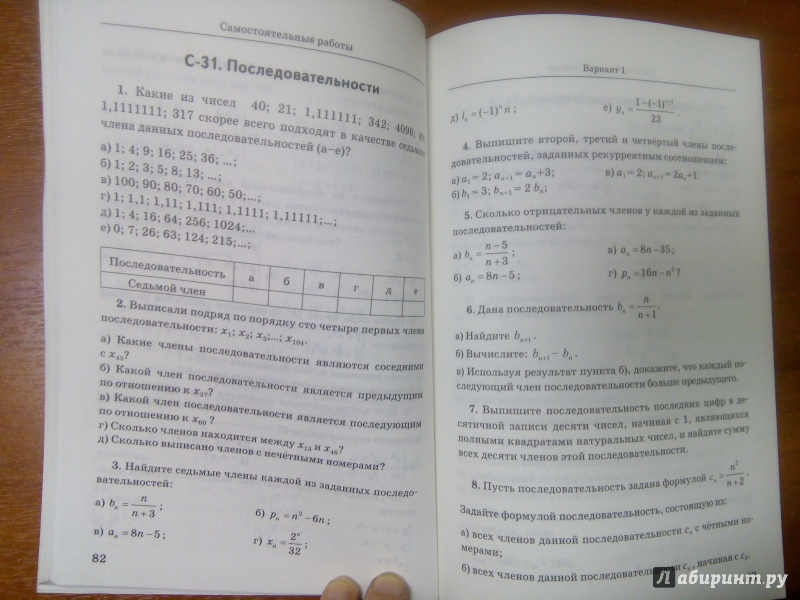 Самостоятельные работы
С-31. Последовательности
1. Какие из чисел 40; 21; 1,111111; 342; 4096; 49;
1,1111111; 317 скорее всего подходят в качестве седьмого
члена данных последовательностей (а–е)?
а) 1; 4; 9; 16; 25; 36; ...;
б) 1; 2; 3; 5; 8; 13; ...;
в) 100; 90; 80; 70; 60; 50;...;
г) 1; 1,1; 1,11; 1,111; 1,1111; 1,11111;...;
д) 1; 4; 16; 64; 256; 1024;...;
е) 0; 7; 26; 63; 124; 215;...;
Последовательность а б в г д е
Седьмой член
2. Выписали подряд по порядку сто четыре первых члена
последовательности: x₁; x₂; x₃;...; x₁₀₄.
а) Какие члены последовательности являются соседними
с x₄₃?
б) Какой член последовательности является предыдущим
по отношению к x₃₇?
в) Какой член последовательности является последующим
по отношению к x₆₀ ?
г) Сколько членов находится между x₁₃ и x₄₆?
д) Сколько выписано членов с нечётными номерами?
3. Найдите седьмые члены каждой из заданных последо-
вательностей:
а) bₙ = n/(n+3) ; б) pₙ = n² – 6n ;
в) aₙ = 8n – 5 ; г) xₙ = 2ⁿ/32 ;
82
Вариант 1
д) lₙ = (–1)ⁿ n ; е) yₙ = (1–(–1)ⁿ⁻¹)/23 .
4. Выпишите второй, третий и четвёртый члены после-
довательностей, заданных рекуррентным соотношением:
а) a₁ = 2; aₙ₊₁ = aₙ+3; в) a₁ = 2; aₙ₊₁ = 2aₙ+1.
б) b₁ = 3; bₙ₊₁ = 2 bₙ;
5. Сколько отрицательных членов у каждой из заданных
последовательностей:
а) bₙ = (n–5)/(n+3) ; в) aₙ = 8n–35 ;
б) aₙ = 8n – 5 ; г) pₙ = 16n – n² ?
6. Дана последовательность bₙ = n/(n+1) .
а) Найдите bₙ₊₁ .
б) Вычислите: bₙ₊₁ – bₙ .
в) Используя результат пункта б), докажите, что каждый по-
следующий член последовательности больше предыдущего.
7. Выпишите последовательность последних цифр в де-
сятичной записи десяти чисел, начиная с 1, являющихся
полными квадратами натуральных чисел, и найдите сумму
всех десяти членов этой последовательности.
8. Пусть последовательность задана формулой cₙ = n²/(n+2) .
Задайте формулой последовательность, состоящую из:
а) всех членов данной последовательности cₙ с чётными но-
мерами;
б) всех членов данной последовательности cₙ , начиная с
Лабиринт.ру